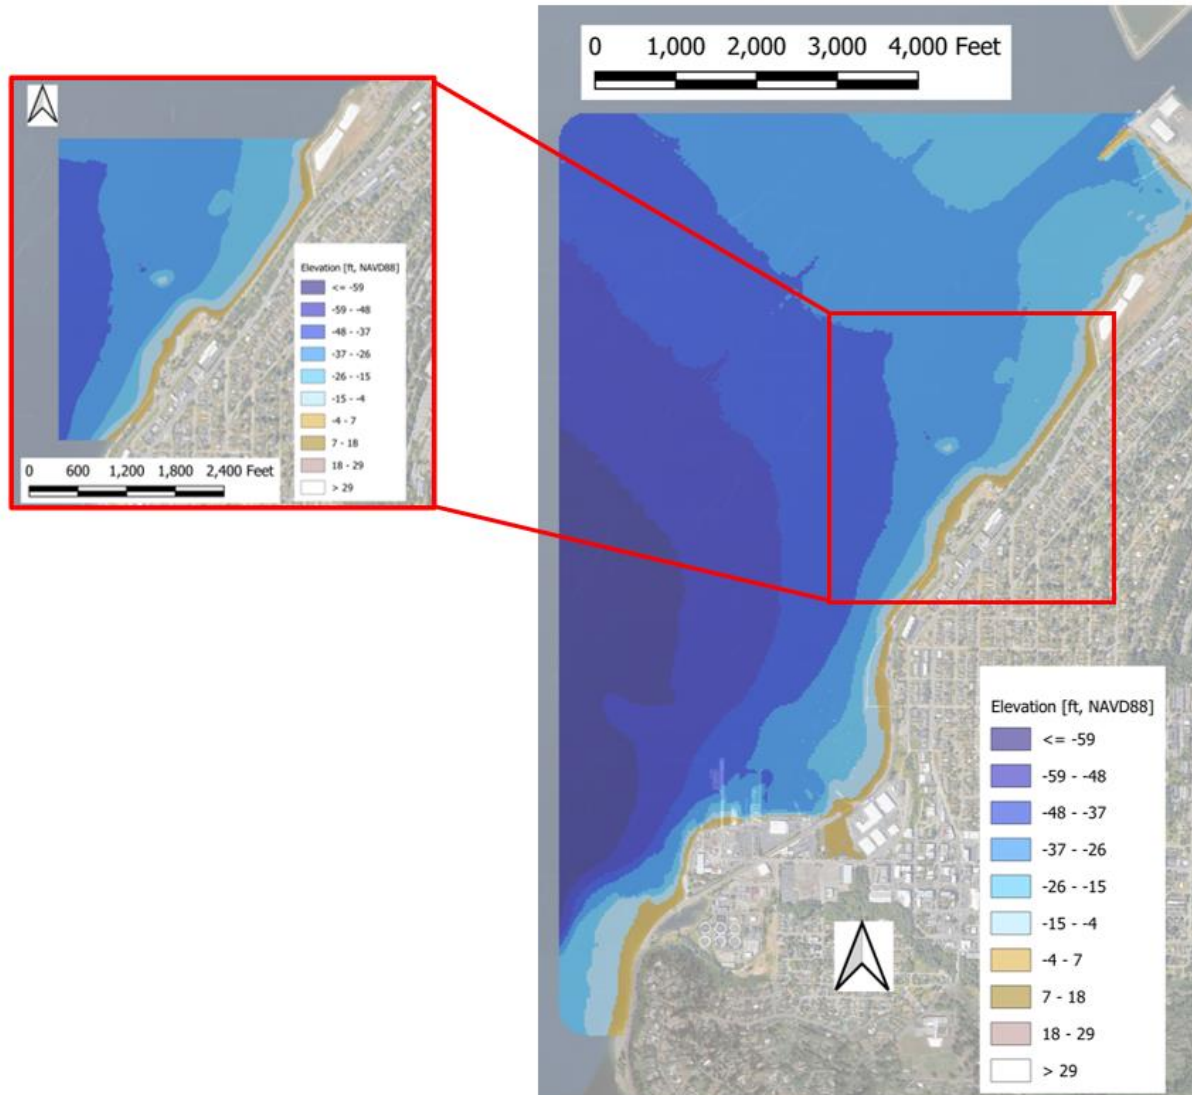 0 1,000 2,000 3,000 4,000 Feet
Elevation [ft, NAVD88]
<= -59
-59 - -48
-48 - -37
-37 - -26
-26 - -15
-15 - -4
-4 - 7
7 - 18
18 - 29
> 29
0 600 1,200 1,800 2,400 Feet
Elevation [ft, NAVD88]
<= -59
-59 - -48
-48 - -37
-37 - -26
-26 - -15
-15 - -4
-4 - 7
7 - 18
18 - 29
> 29